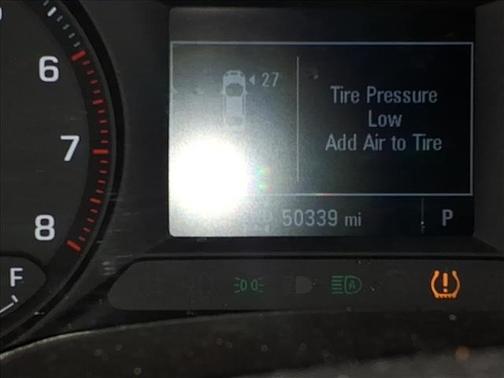 6
7
8
F
27
Tire Pressure
Low
Add Air to Tire
50339 mi
P
A